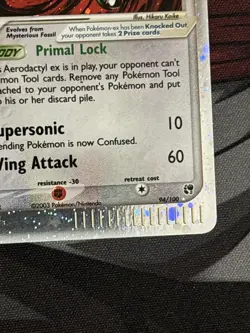 Illus. Hikaru Koike
Evolves from Mysterious Fossil
When Pokémon-ex has been Knocked Out, your opponent takes 2 Prize cards.
BODY Primal Lock
Aerodactyl ex is in play, your opponent can't
Tool cards. Remove any Pokémon Tool
to your opponent's Pokémon and put
his or her discard pile.
upersonic 10
Pokémon is now Confused.
Wing Attack 60
resistance -30 retreat cost
94/100
©2003 Pokémon/Nintendo